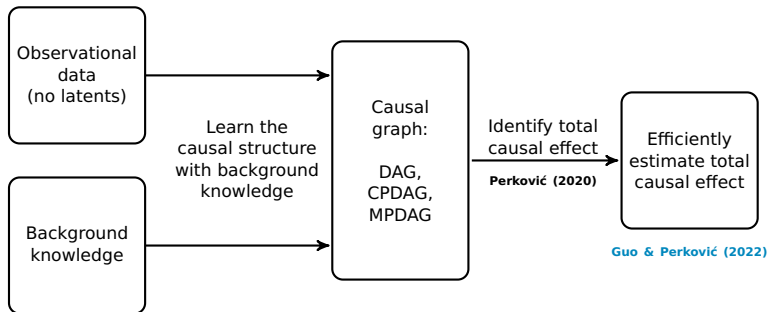 Observational
data
(no latents)
Background
knowledge
Learn the
causal structure
with background
knowledge
Causal
graph:
DAG,
CPDAG,
MPDAG
Identify total
causal effect
Perković (2020)
Efficiently
estimate total
causal effect
Guo & Perković (2022)